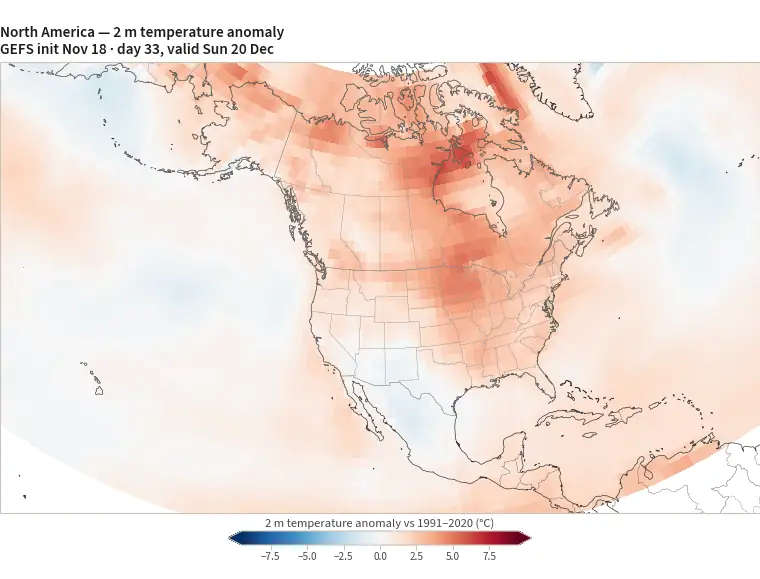 North America — 2 m temperature anomaly
GEFS init Nov 18 · day 33, valid Sun 20 Dec
2 m temperature anomaly vs 1991–2020 (°C)
−7.5 −5.0 −2.5 0.0 2.5 5.0 7.5